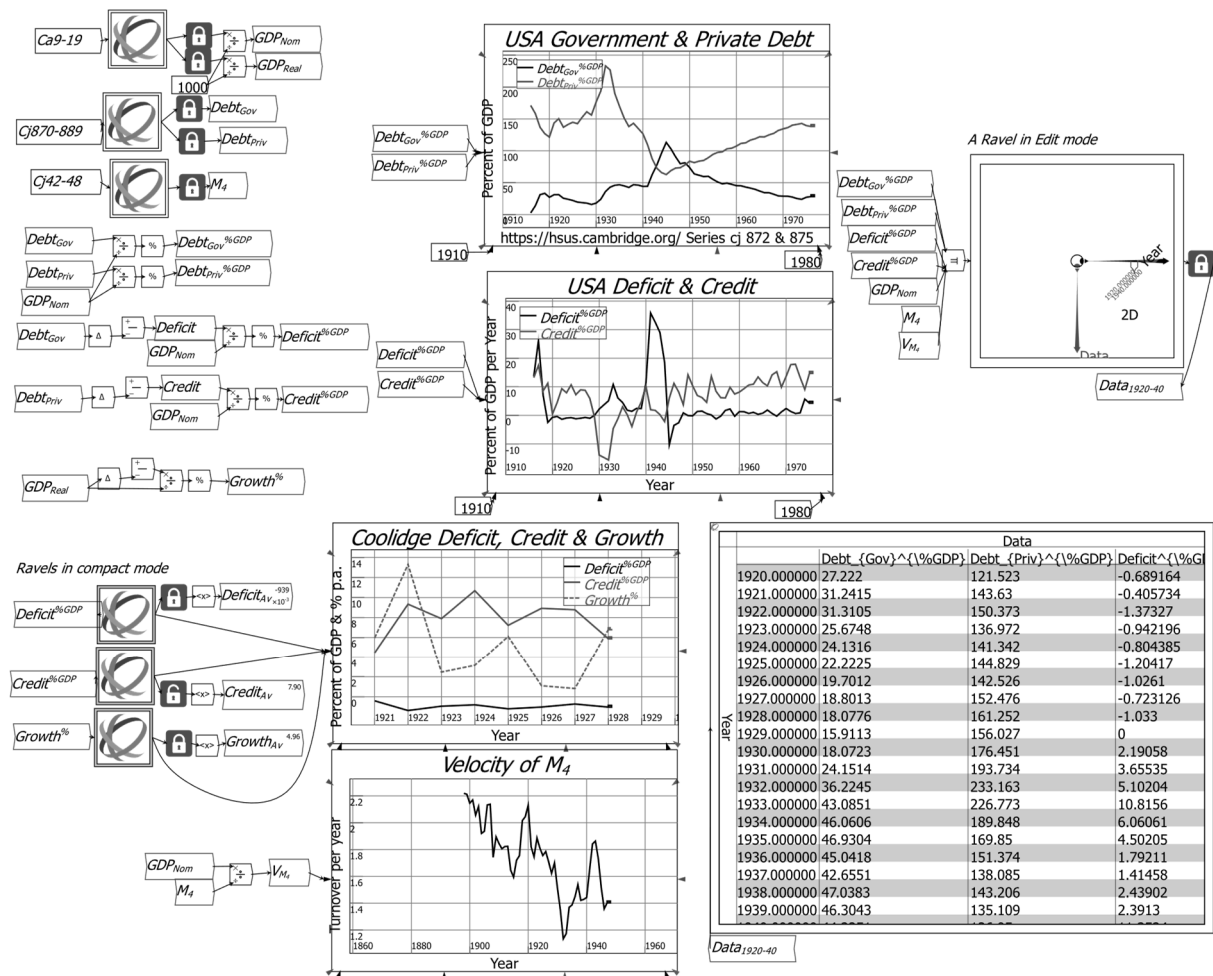 Ca9-19
1000
GDP_Nom
GDP_Real
Cj870-889
Debt_Gov
Debt_Priv
Cj42-48
M_4
Debt_Gov
Debt_Priv
GDP_Nom
%
%
Debt_Gov^%GDP
Debt_Priv^%GDP
Debt_Gov
Δ
Deficit
GDP_Nom
%
Deficit^%GDP
Debt_Priv
Δ
Credit
GDP_Nom
%
Credit^%GDP
GDP_Real
Δ
%
Growth^%
Debt_Gov^%GDP
Debt_Priv^%GDP
USA Government & Private Debt
Debt_Gov^%GDP
Debt_Priv^%GDP
Percent of GDP
250
200
150
100
50
0
1910 1920 1930 1940 1950 1960 1970
https://hsus.cambridge.org/ Series cj 872 & 875
1910
1980
Deficit^%GDP
Credit^%GDP
USA Deficit & Credit
Deficit^%GDP
Credit^%GDP
Percent of GDP per Year
40
30
20
10
0
-10
1910 1920 1930 1940 1950 1960 1970
Year
1910
1980
A Ravel in Edit mode
Debt_Gov^%GDP
Debt_Priv^%GDP
Deficit^%GDP
Credit^%GDP
GDP_Nom
M_4
V_M4
Year
1920.000000
1940.000000
2D
Data
Data_1920-40
Ravels in compact mode
Deficit^%GDP
<x>
Deficit_Av
-939
×10^-3
Credit^%GDP
<x>
Credit_Av
7.90
Growth^%
<x>
Growth_Av
4.96
Coolidge Deficit, Credit & Growth
Deficit^%GDP
Credit^%GDP
Growth^%
Percent of GDP & % p.a.
14
12
10
8
6
4
2
0
1921 1922 1923 1924 1925 1926 1927 1928 1929
Year
GDP_Nom
M_4
V_M4
Velocity of M_4
Turnover per year
2.2
2
1.8
1.6
1.4
1.2
1860 1880 1900 1920 1940 1960
Year
Data
Debt_{Gov}^{\%GDP} Debt_{Priv}^{\%GDP} Deficit^{\%G
Year
1920.000000 27.222 121.523 -0.689164
1921.000000 31.2415 143.63 -0.405734
1922.000000 31.3105 150.373 -1.37327
1923.000000 25.6748 136.972 -0.942196
1924.000000 24.1316 141.342 -0.804385
1925.000000 22.2225 144.829 -1.20417
1926.000000 19.7012 142.526 -1.0261
1927.000000 18.8013 152.476 -0.723126
1928.000000 18.0776 161.252 -1.033
1929.000000 15.9113 156.027 0
1930.000000 18.0723 176.451 2.19058
1931.000000 24.1514 193.734 3.65535
1932.000000 36.2245 233.163 5.10204
1933.000000 43.0851 226.773 10.8156
1934.000000 46.0606 189.848 6.06061
1935.000000 46.9304 169.85 4.50205
1936.000000 45.0418 151.374 1.79211
1937.000000 42.6551 138.085 1.41458
1938.000000 47.0383 143.206 2.43902
1939.000000 46.3043 135.109 2.3913
Data_1920-40